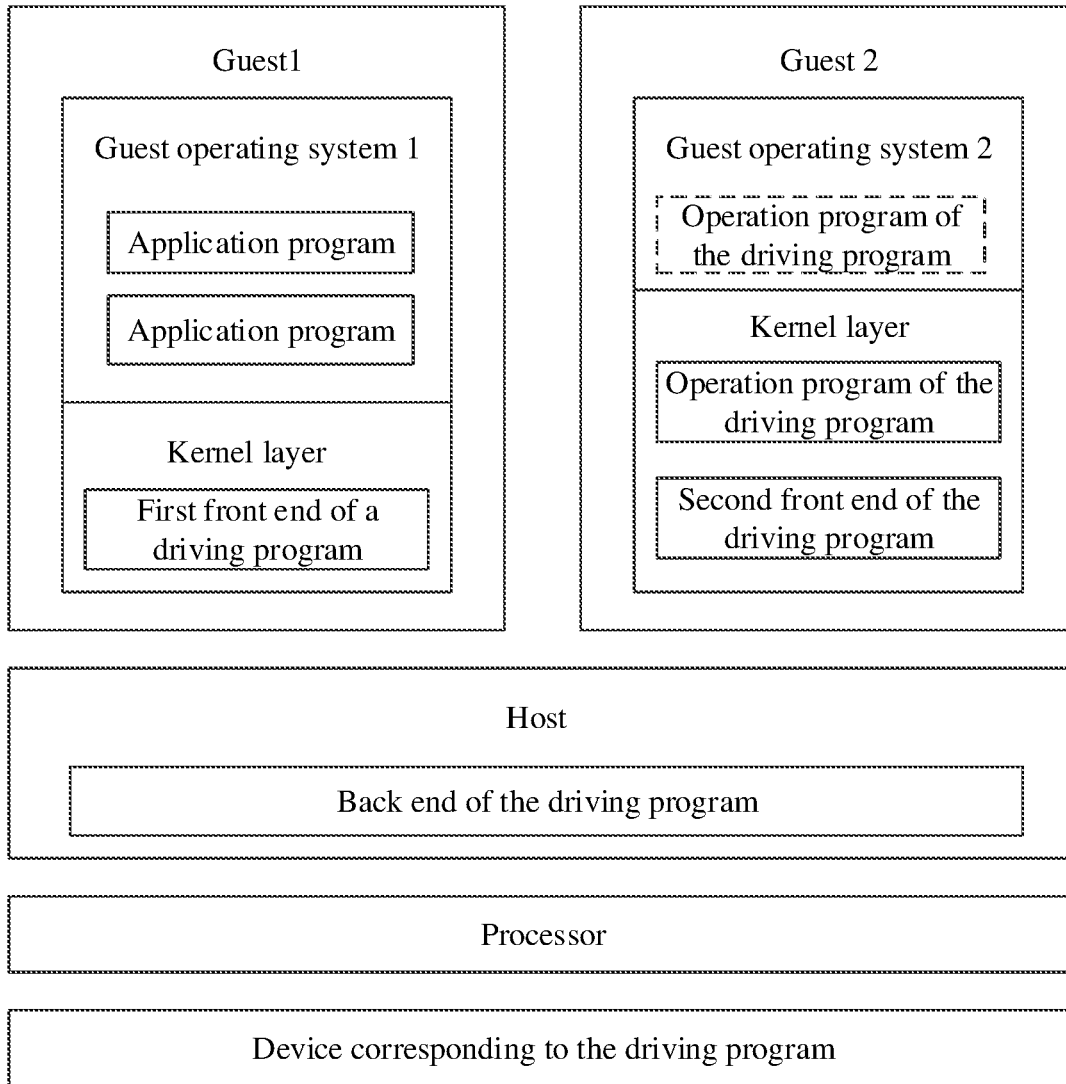 Guest1
Guest operating system 1
Application program
Application program
Kernel layer
First front end of a
driving program
Guest 2
Guest operating system 2
Operation program of
the driving program
Kernel layer
Operation program of the
driving program
Second front end of the
driving program
Host
Back end of the driving program
Processor
Device corresponding to the driving program